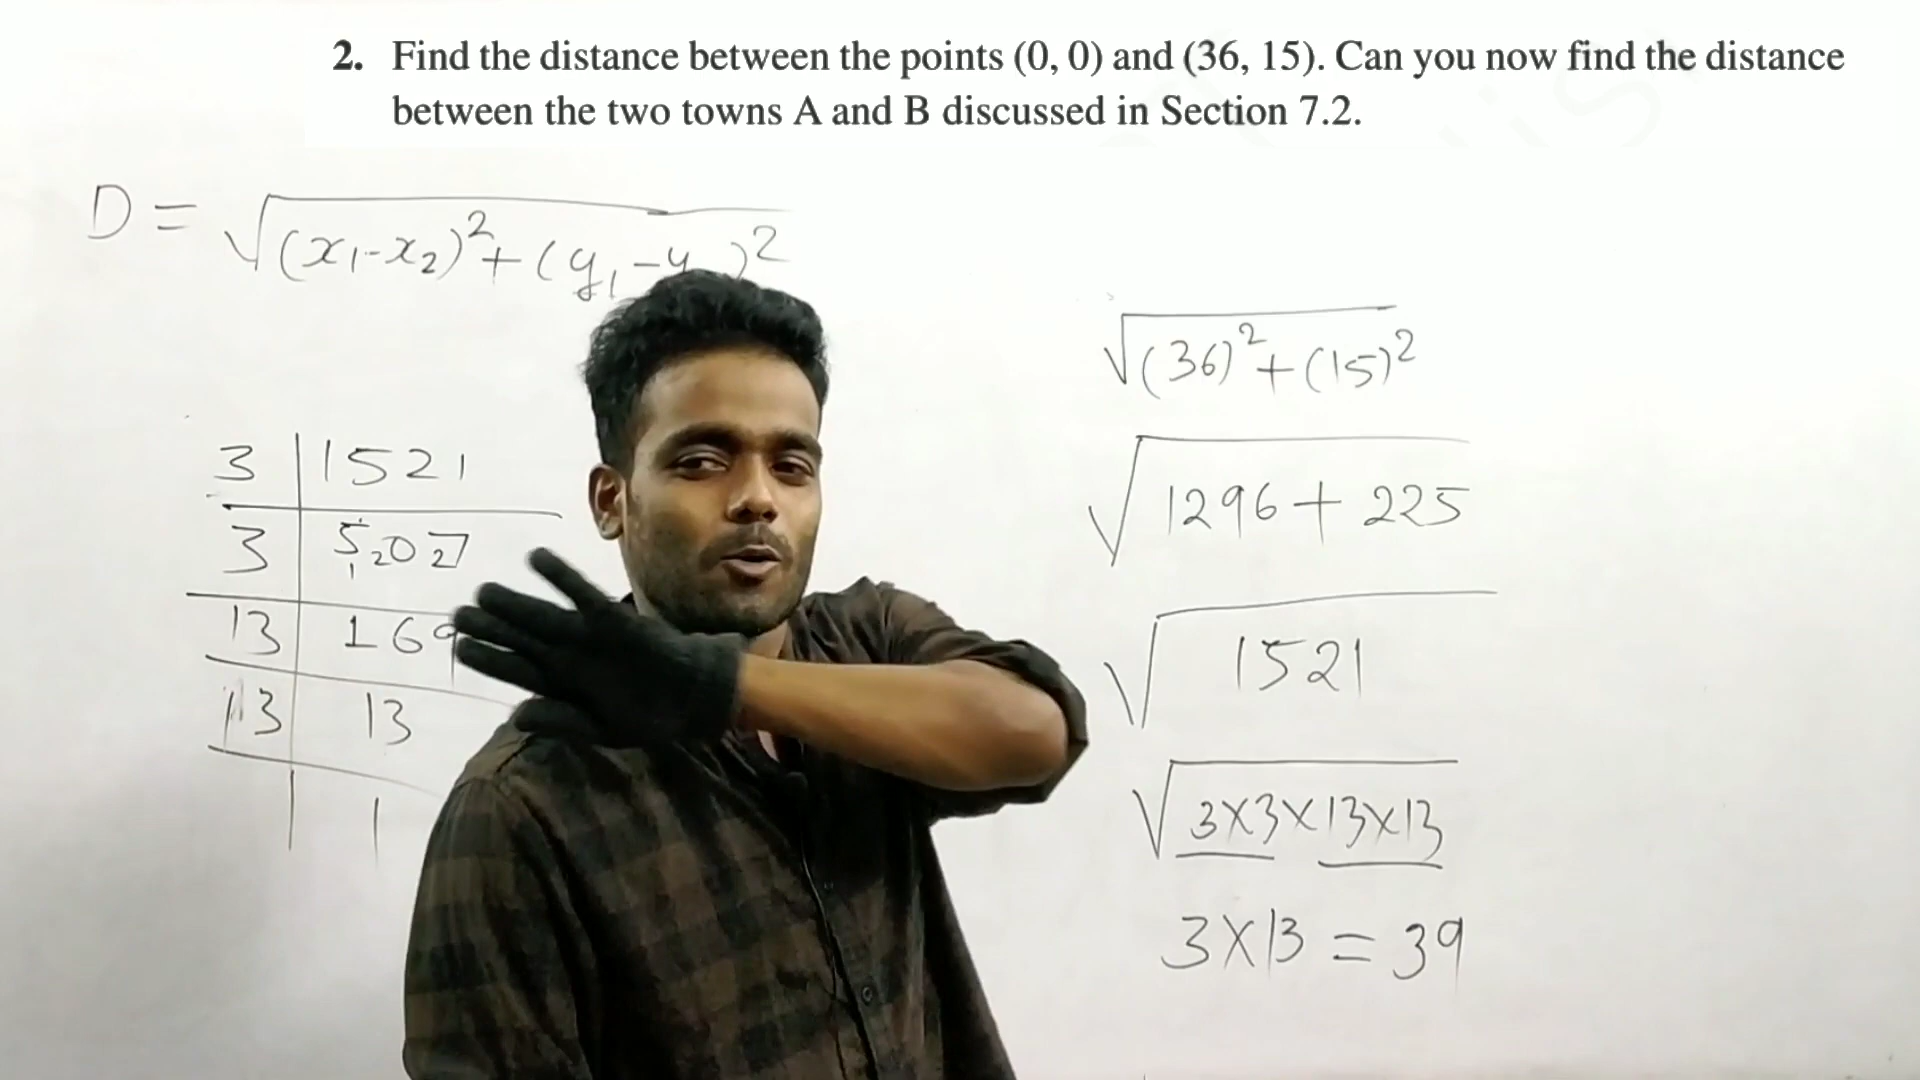 2. Find the distance between the points (0, 0) and (36, 15). Can you now find the distance
between the two towns A and B discussed in Section 7.2.
D = √(x₁-x₂)²+(y₁-y )²
3 | 1521
3 | 5₁2027
13 | 169
13 | 13
1
√(36)²+(15)²
√1296+225
√1521
√3×3×13×13
3×13 = 39